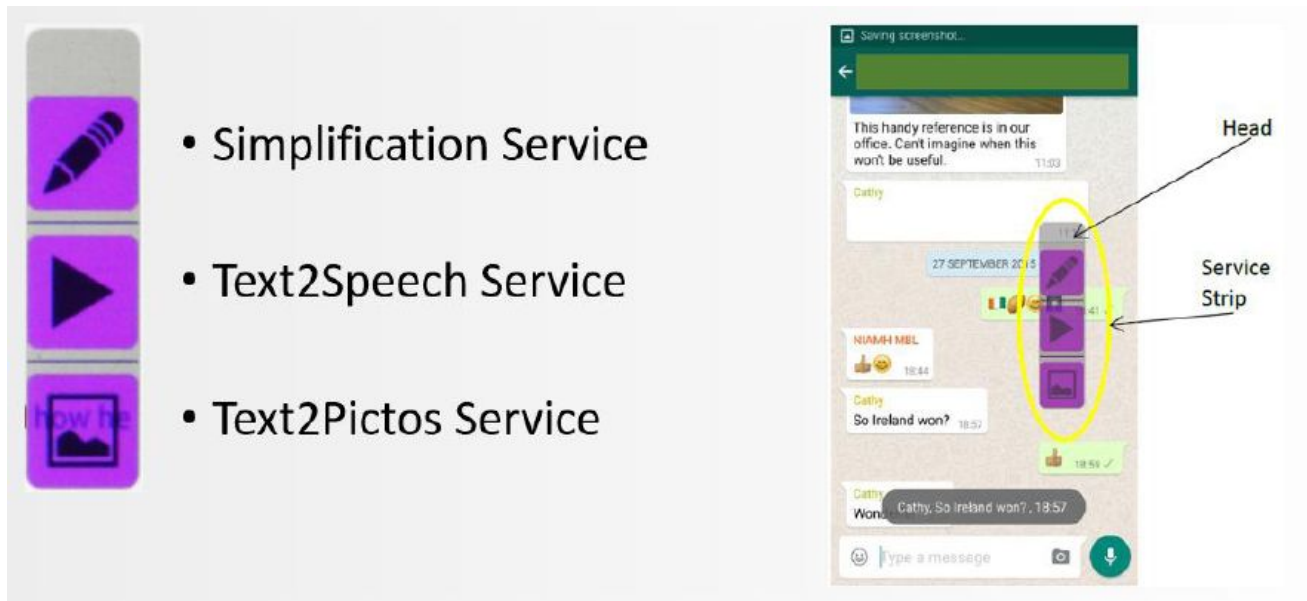 • Simplification Service
• Text2Speech Service
• Text2Pictos Service
how he
Saving screenshot...
This handy reference is in our
office. Can't imagine when this
won't be useful. 11:03
Cathy
27 SEPTEMBER 2015
NIAMH MBL
18:44
Cathy
So Ireland won? 18:57
18:59
Cathy
Cathy, So Ireland won?, 18:57
Type a message
Head
Service
Strip